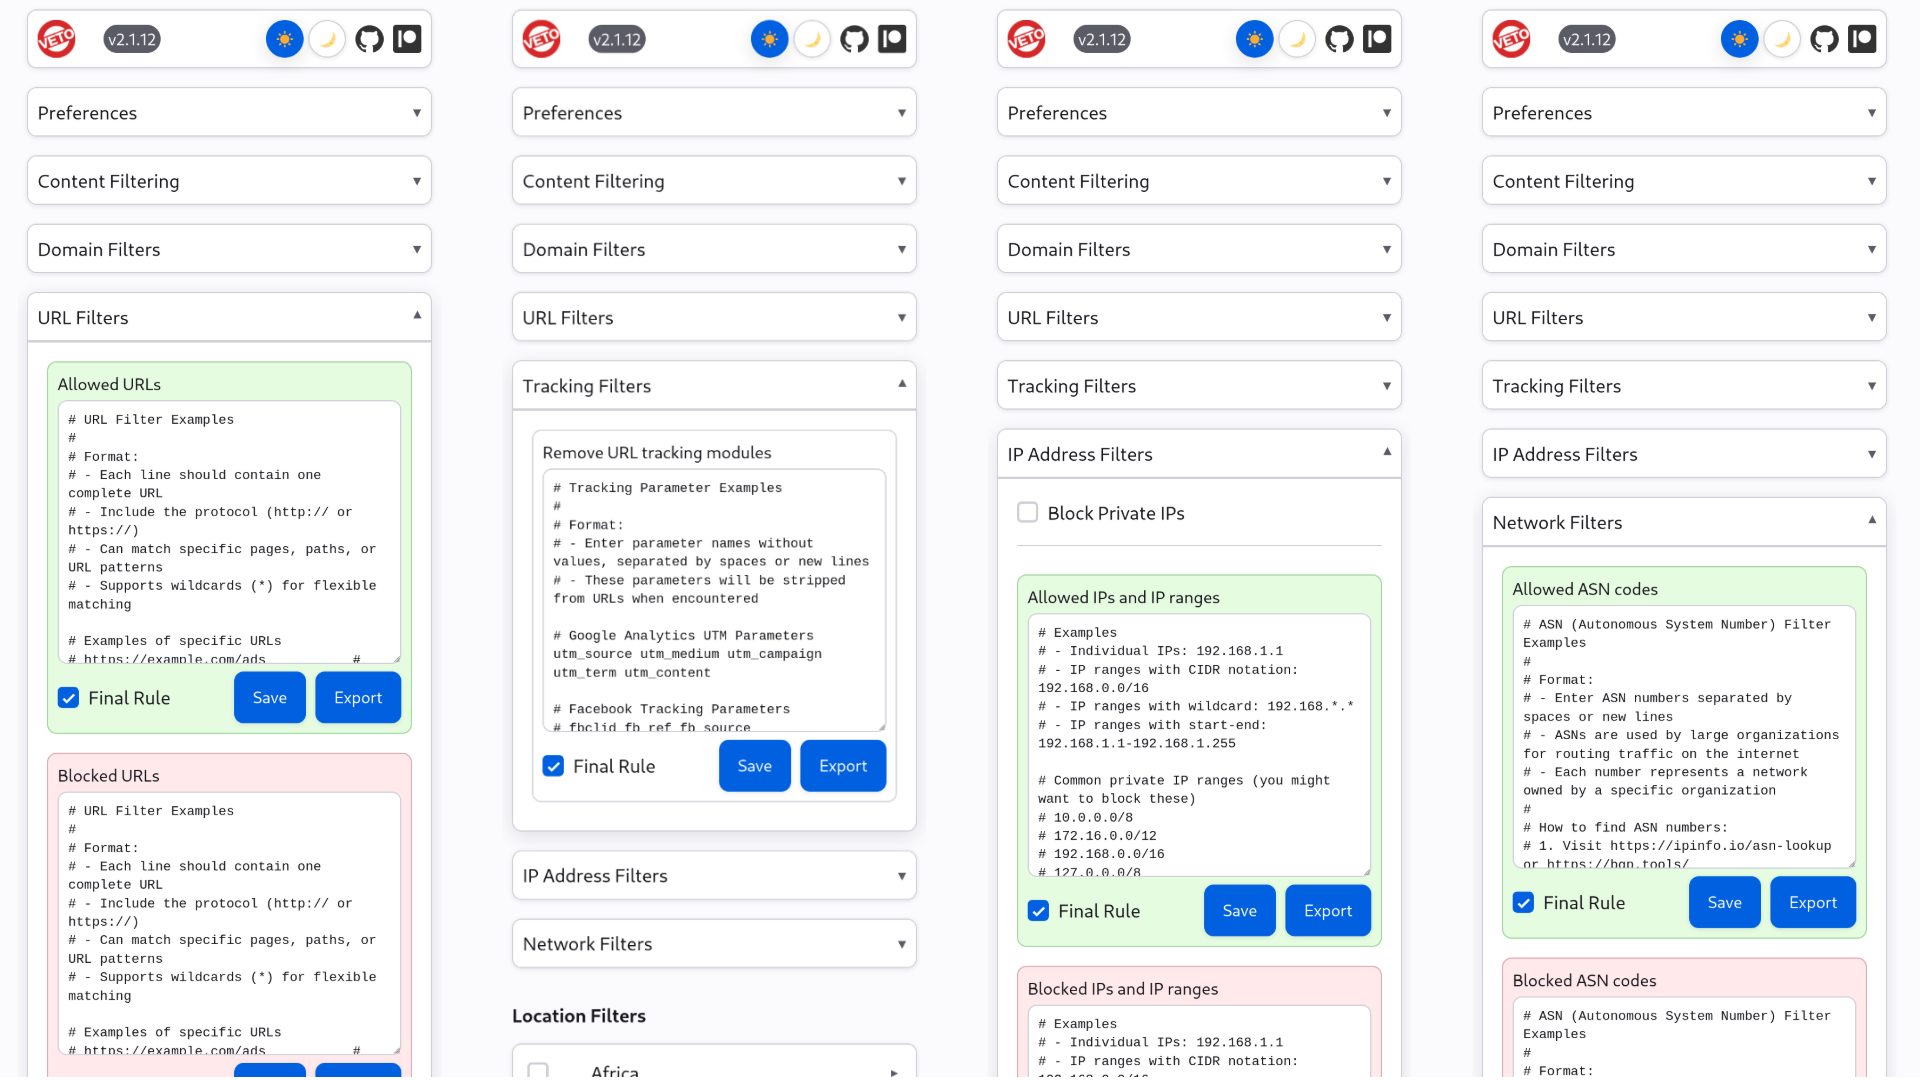 VETO
v2.1.12
Preferences
Content Filtering
Domain Filters
URL Filters
Allowed URLs
# URL Filter Examples
#
# Format:
# - Each line should contain one
complete URL
# - Include the protocol (http:// or
https://)
# - Can match specific pages, paths, or
URL patterns
# - Supports wildcards (*) for flexible
matching
# Examples of specific URLs
# https://example.com/ads #
Final Rule
Save
Export
Blocked URLs
# URL Filter Examples
#
# Format:
# - Each line should contain one
complete URL
# - Include the protocol (http:// or
https://)
# - Can match specific pages, paths, or
URL patterns
# - Supports wildcards (*) for flexible
matching
# Examples of specific URLs
# https://example.com/ads #
VETO
v2.1.12
Preferences
Content Filtering
Domain Filters
URL Filters
Tracking Filters
Remove URL tracking modules
# Tracking Parameter Examples
#
# Format:
# - Enter parameter names without
values, separated by spaces or new lines
# - These parameters will be stripped
from URLs when encountered
# Google Analytics UTM Parameters
utm_source utm_medium utm_campaign
utm_term utm_content
# Facebook Tracking Parameters
# fbclid fb_ref fb_source
Final Rule
Save
Export
IP Address Filters
Network Filters
Location Filters
Africa
VETO
v2.1.12
Preferences
Content Filtering
Domain Filters
URL Filters
Tracking Filters
IP Address Filters
Block Private IPs
Allowed IPs and IP ranges
# Examples
# - Individual IPs: 192.168.1.1
# - IP ranges with CIDR notation:
192.168.0.0/16
# - IP ranges with wildcard: 192.168.*.*
# - IP ranges with start-end:
192.168.1.1-192.168.1.255
# Common private IP ranges (you might
want to block these)
# 10.0.0.0/8
# 172.16.0.0/12
# 192.168.0.0/16
# 127.0.0.0/8
Final Rule
Save
Export
Blocked IPs and IP ranges
# Examples
# - Individual IPs: 192.168.1.1
# - IP ranges with CIDR notation:
192.168.0.0/16
VETO
v2.1.12
Preferences
Content Filtering
Domain Filters
URL Filters
Tracking Filters
IP Address Filters
Network Filters
Allowed ASN codes
# ASN (Autonomous System Number) Filter
Examples
#
# Format:
# - Enter ASN numbers separated by
spaces or new lines
# - ASNs are used by large organizations
for routing traffic on the internet
# - Each number represents a network
owned by a specific organization
#
# How to find ASN numbers:
# 1. Visit https://ipinfo.io/asn-lookup
or https://bgp.tools/
Final Rule
Save
Export
Blocked ASN codes
# ASN (Autonomous System Number) Filter
Examples
#
# Format: